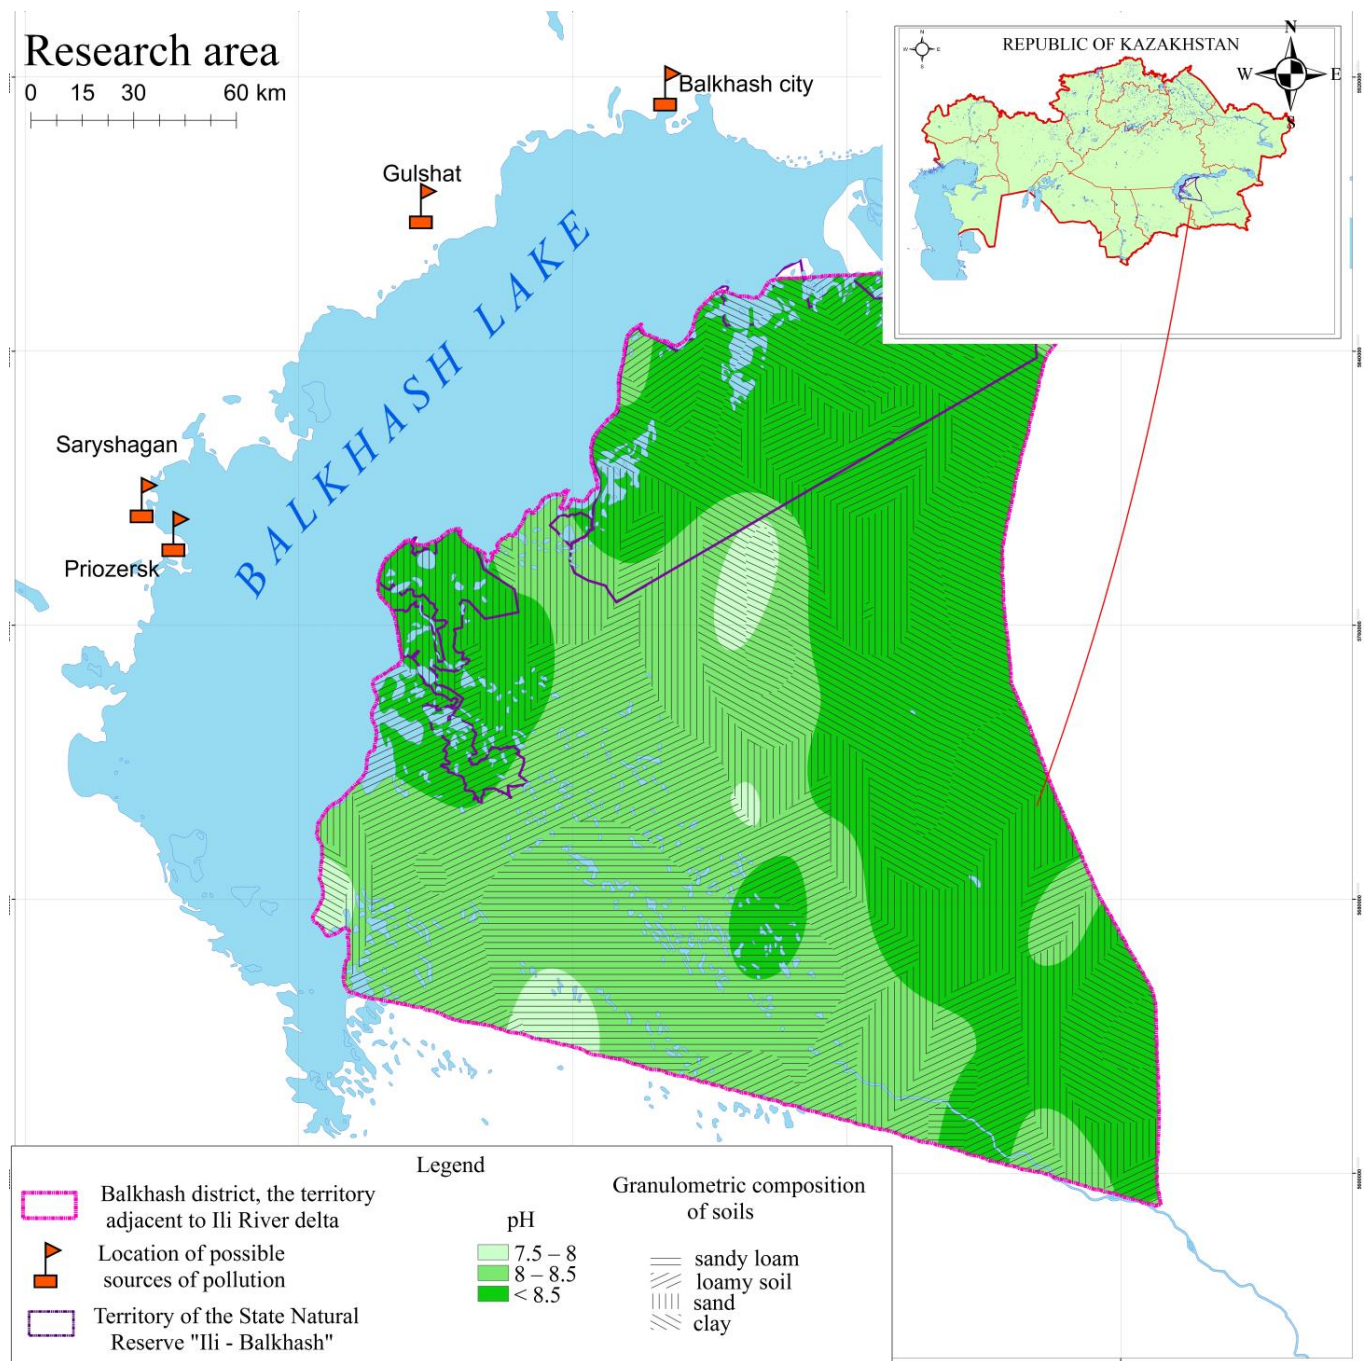 Research area
0 15 30 60 km
Balkhash city
Gulshat
Saryshagan
Priozersk
BALKHASH LAKE
REPUBLIC OF KAZAKHSTAN
N
W E
S
N
W E
S
Legend
Balkhash district, the territory
adjacent to Ili River delta
Location of possible
sources of pollution
Territory of the State Natural
Reserve "Ili - Balkhash"
pH
7.5 – 8
8 – 8.5
< 8.5
Granulometric composition
of soils
sandy loam
loamy soil
sand
clay